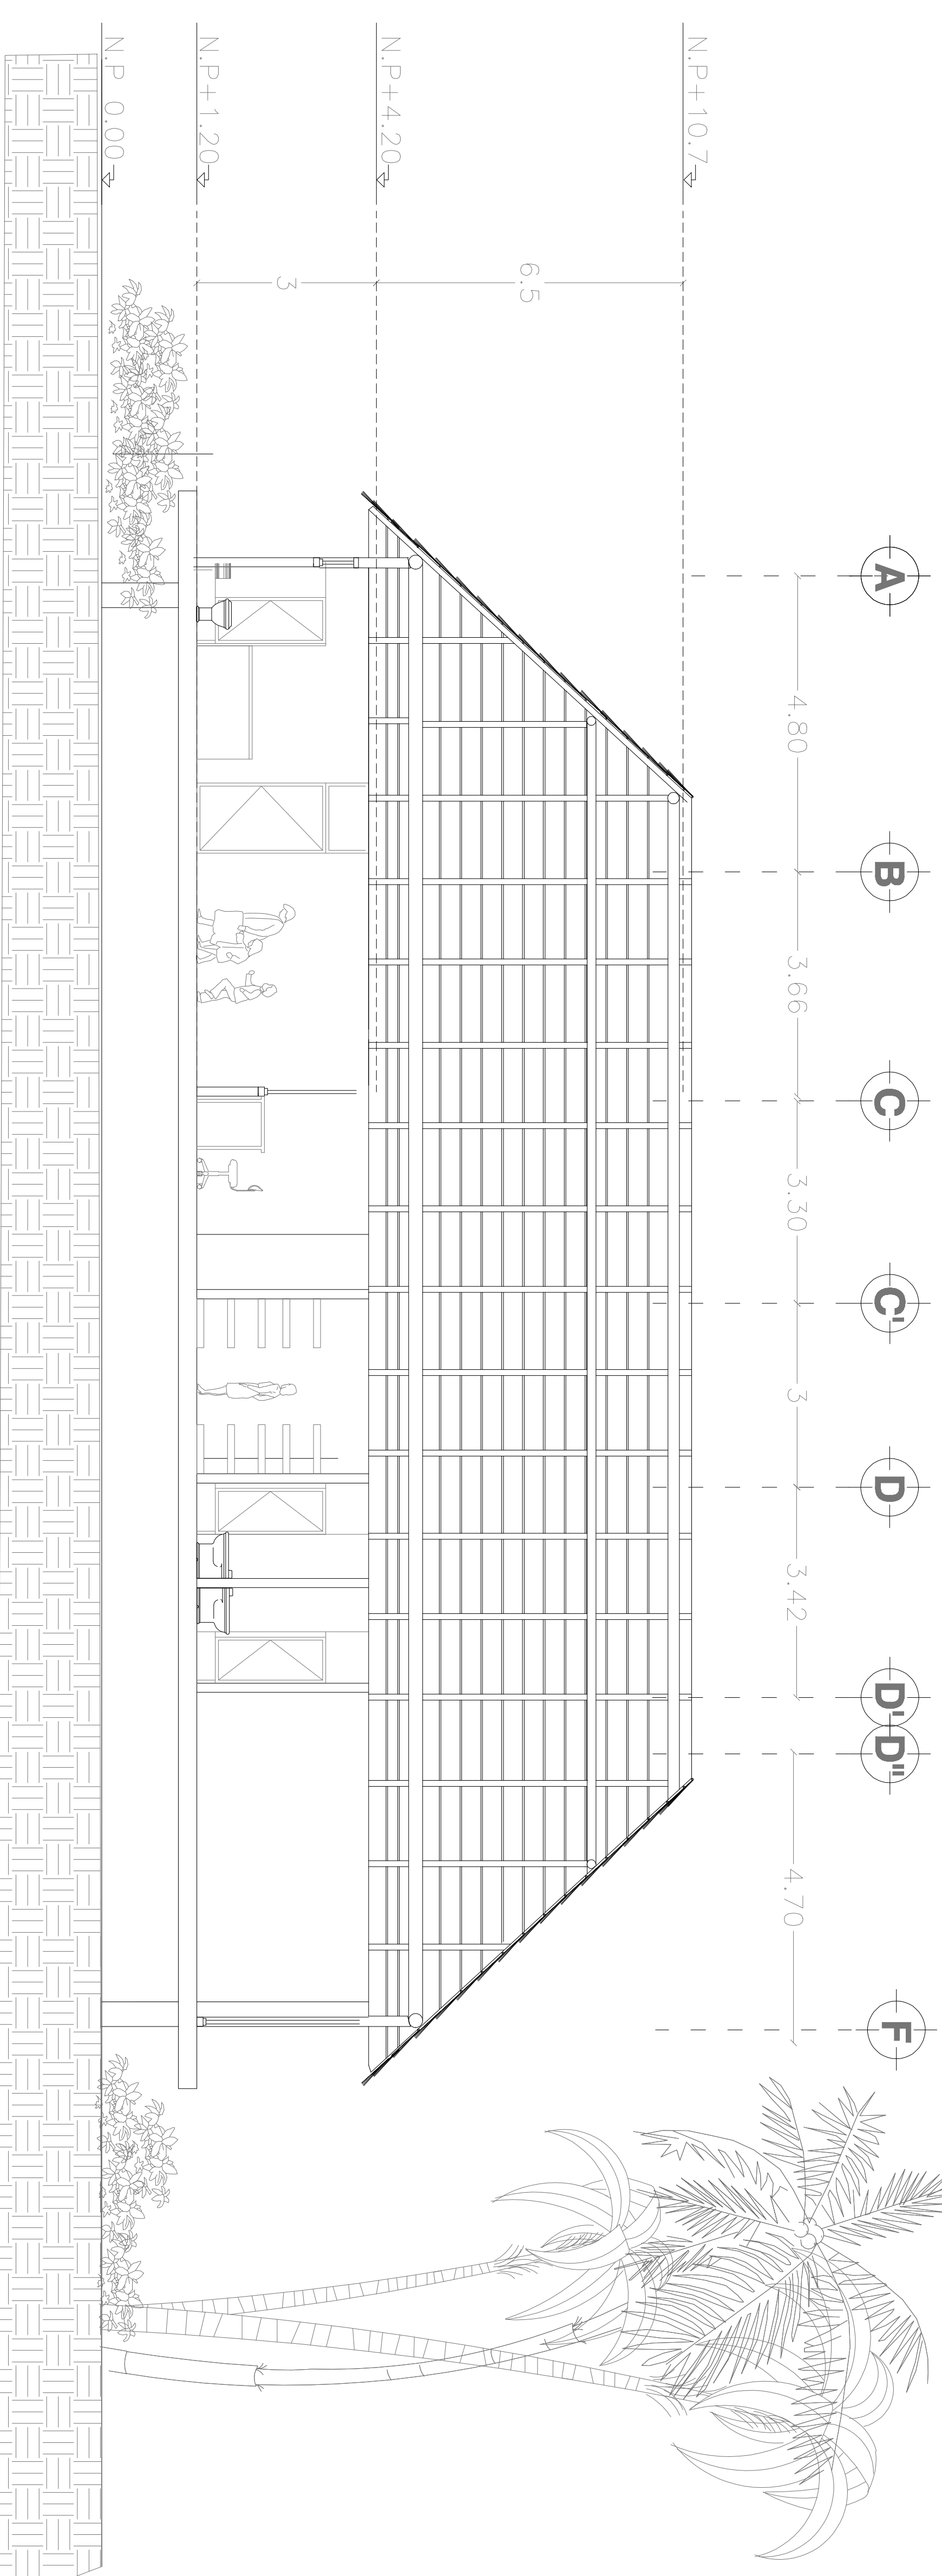 A
B
C
C'
D
D'
D"
F
4.80
3.66
3.30
3
3.42
4.70
N.P+10.7
6.5
N.P+4.20
3
N.P+1.20
N.P 0.00